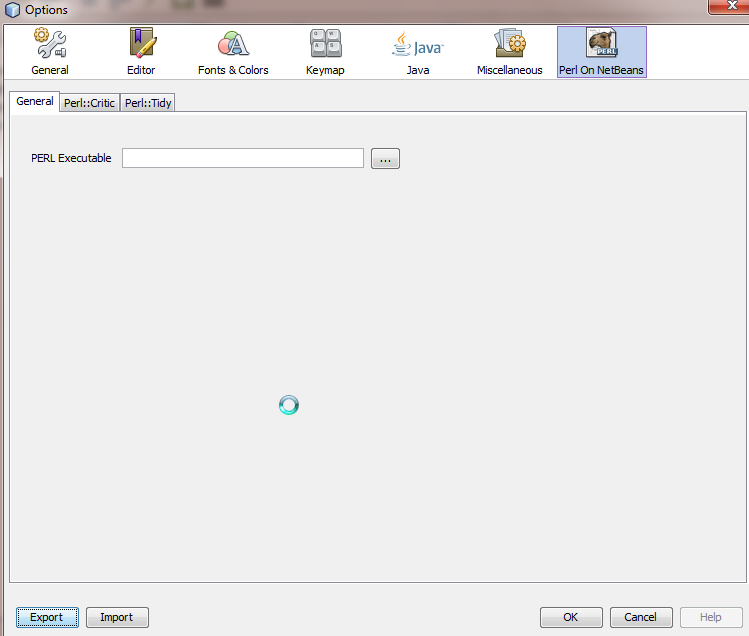 Options
General
Editor
Fonts & Colors
Keymap
Java
Java
Miscellaneous
PERL
Perl On NetBeans
General
Perl::Critic
Perl::Tidy
PERL Executable
...
Export
Import
OK
Cancel
Help